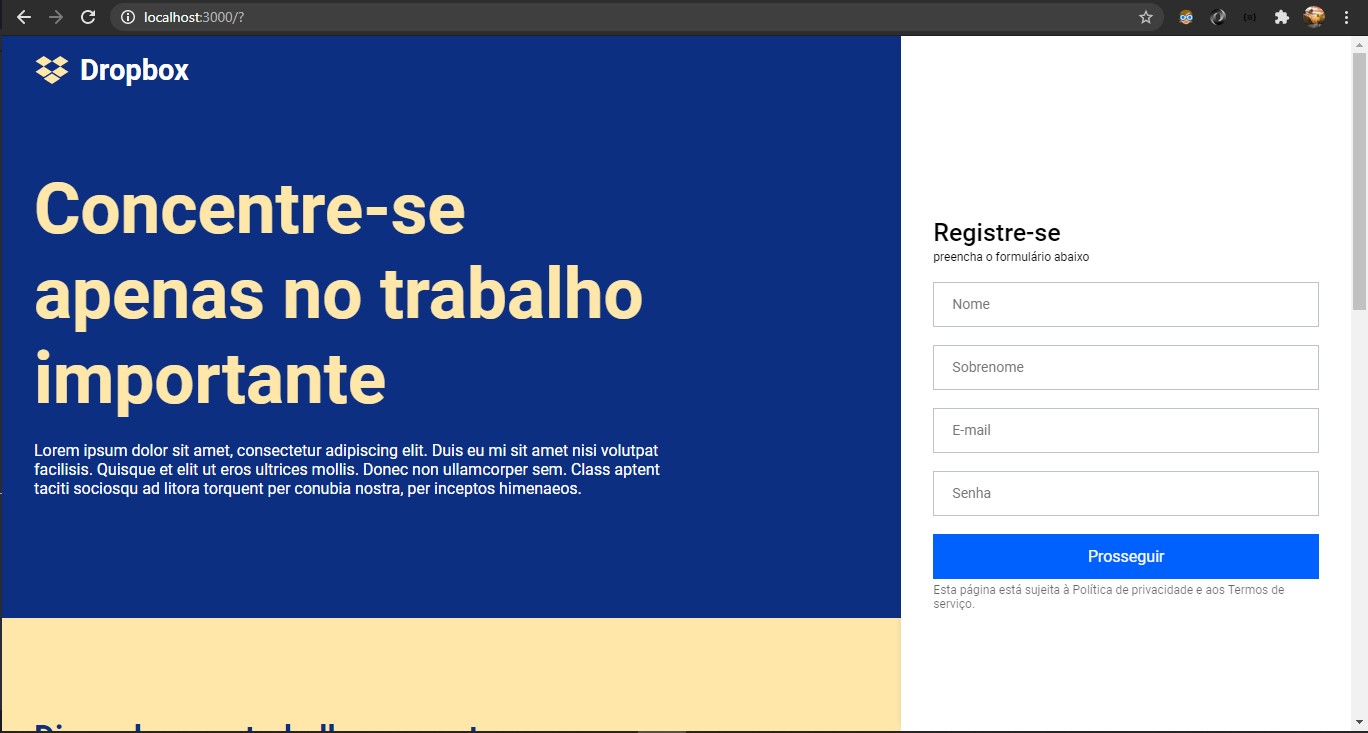 localhost:3000/?
Dropbox
Concentre-se
apenas no trabalho
importante
Lorem ipsum dolor sit amet, consectetur adipiscing elit. Duis eu mi sit amet nisi volutpat
facilisis. Quisque et elit ut eros ultrices mollis. Donec non ullamcorper sem. Class aptent
taciti sociosqu ad litora torquent per conubia nostra, per inceptos himenaeos.
Registre-se
preencha o formulário abaixo
Nome
Sobrenome
E-mail
Senha
Prosseguir
Esta página está sujeita à Política de privacidade e aos Termos de
serviço.